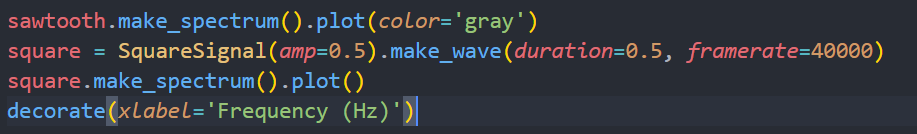 sawtooth.make_spectrum().plot(color='gray')
square = SquareSignal(amp=0.5).make_wave(duration=0.5, framerate=40000)
square.make_spectrum().plot()
decorate(xlabel='Frequency (Hz)')